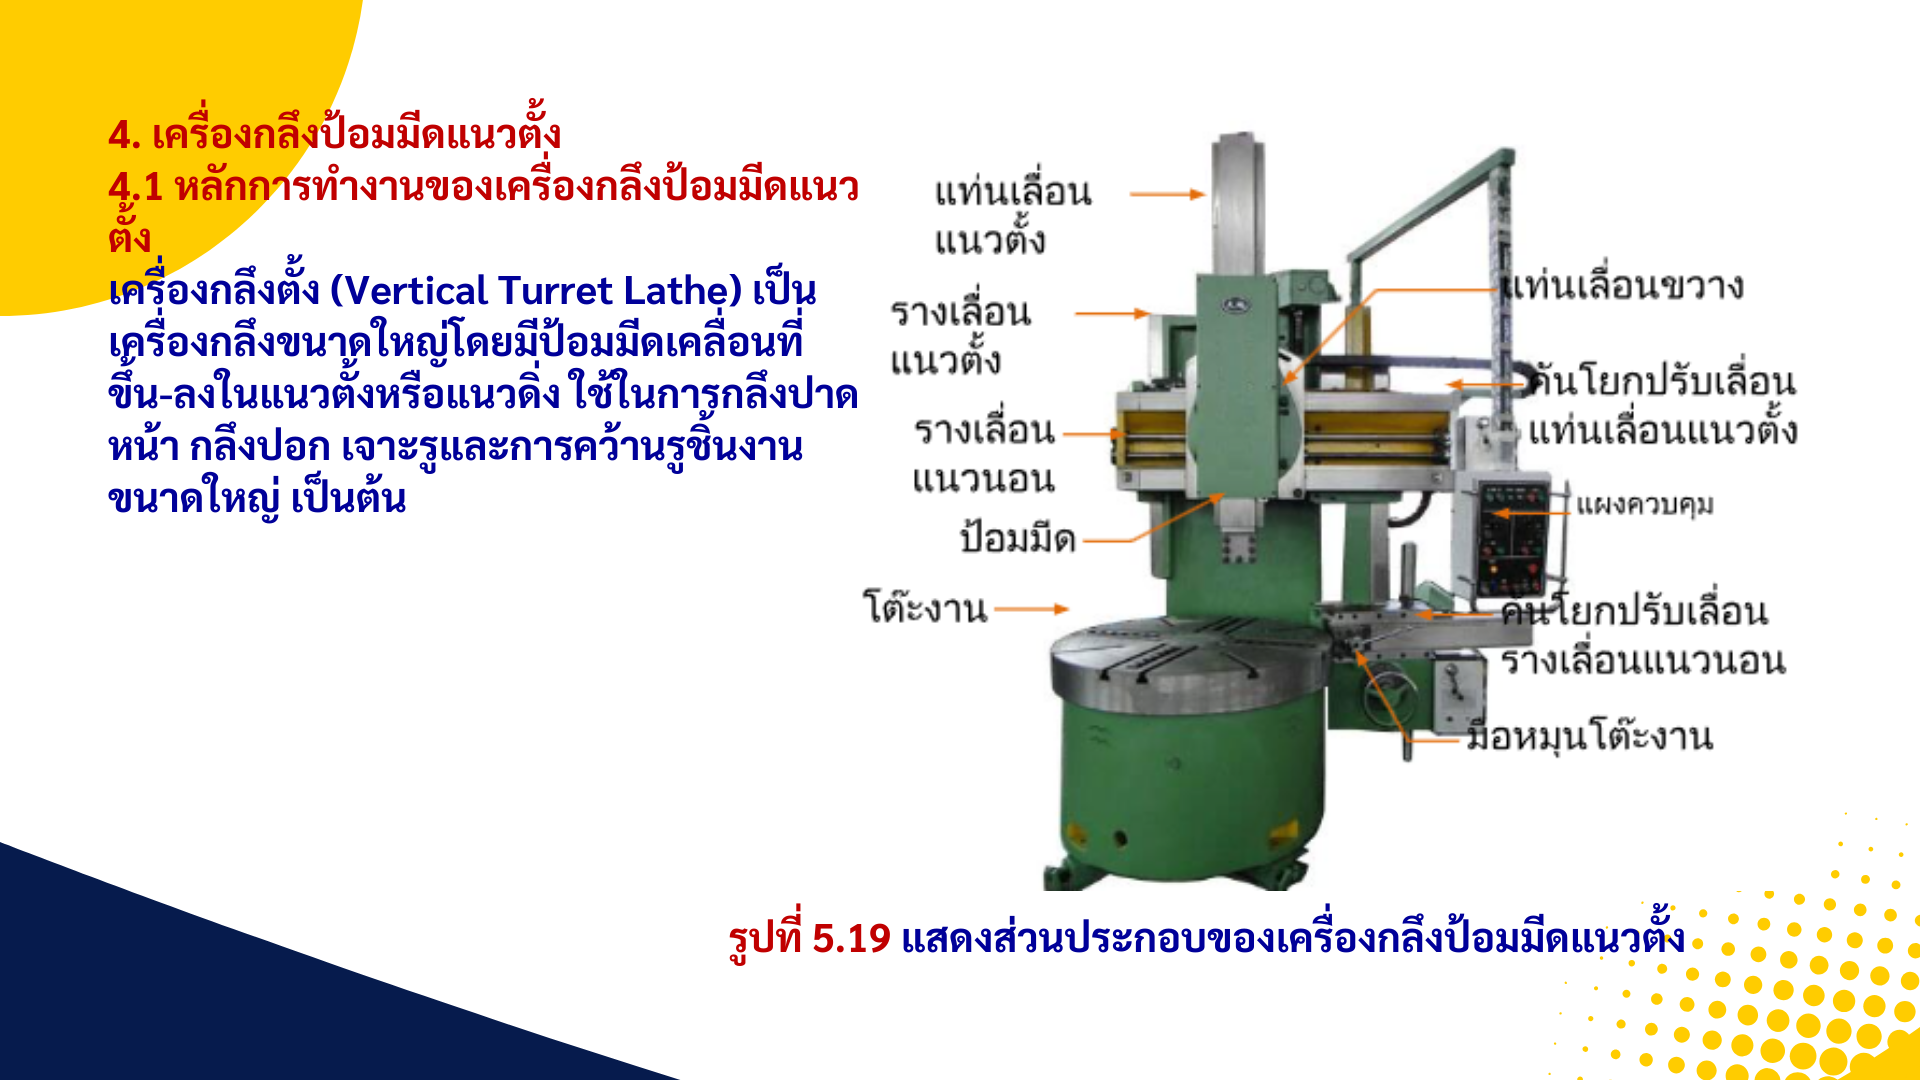 4. เครื่องกลึงป้อมมีดแนวตั้ง
4.1 หลักการทำงานของเครื่องกลึงป้อมมีดแนว
ตั้ง
เครื่องกลึงตั้ง (Vertical Turret Lathe) เป็น
เครื่องกลึงขนาดใหญ่โดยมีป้อมมีดเคลื่อนที่
ขึ้น-ลงในแนวตั้งหรือแนวดิ่ง ใช้ในการกลึงปาด
หน้า กลึงปอก เจาะรูและการคว้านรูชิ้นงาน
ขนาดใหญ่ เป็นต้น
แท่นเลื่อน
แนวตั้ง
รางเลื่อน
แนวตั้ง
รางเลื่อน
แนวนอน
ป้อมมีด
โต๊ะงาน
แท่นเลื่อนขวาง
คันโยกปรับเลื่อน
แท่นเลื่อนแนวตั้ง
แผงควบคุม
คันโยกปรับเลื่อน
รางเลื่อนแนวนอน
มือหมุนโต๊ะงาน
รูปที่ 5.19 แสดงส่วนประกอบของเครื่องกลึงป้อมมีดแนวตั้ง